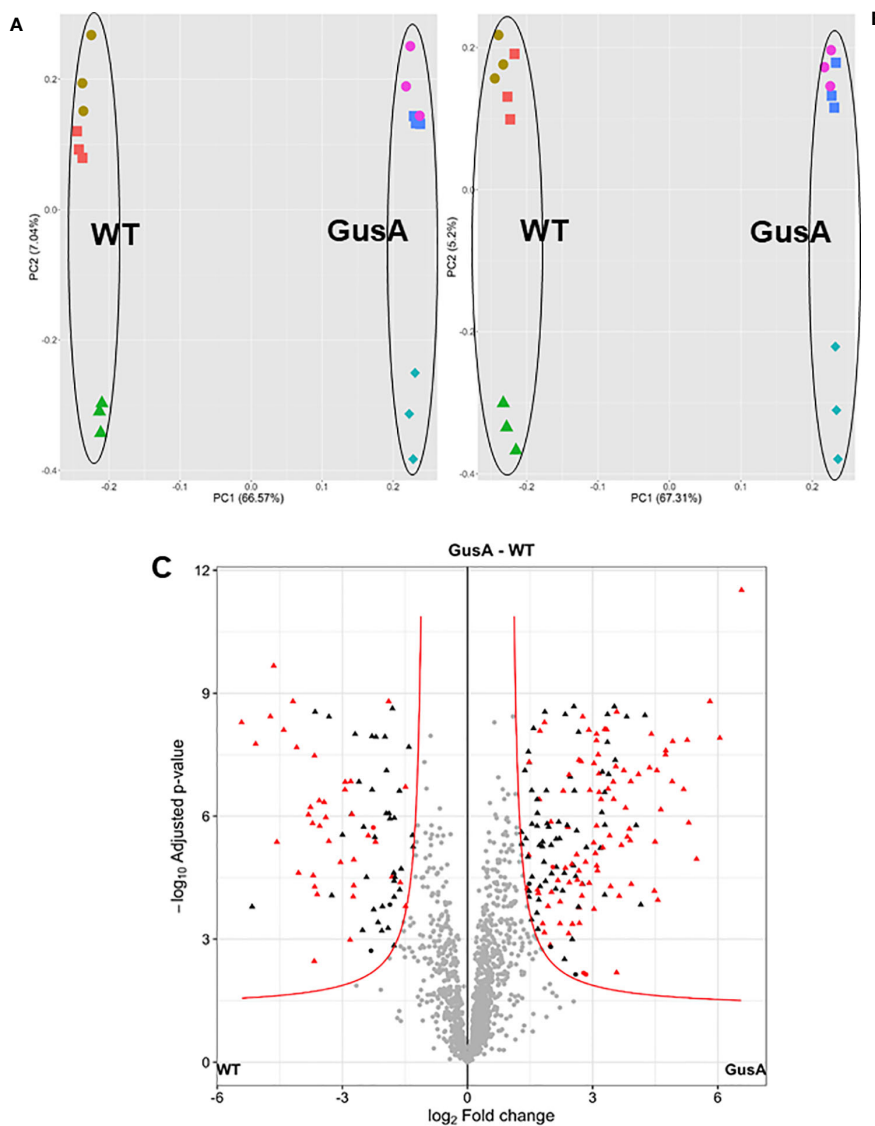 A
0.2
0.0
-0.2
-0.4
PC2 (7.04%)
WT
GusA
-0.2
-0.1
0.0
0.1
0.2
PC1 (66.57%)
0.2
0.0
-0.2
-0.4
PC2 (5.2%)
WT
GusA
-0.2
-0.1
0.0
0.1
0.2
PC1 (67.31%)
C
GusA - WT
12
9
6
3
0
−log10 Adjusted p-value
WT
GusA
-6
-3
0
3
6
log2 Fold change